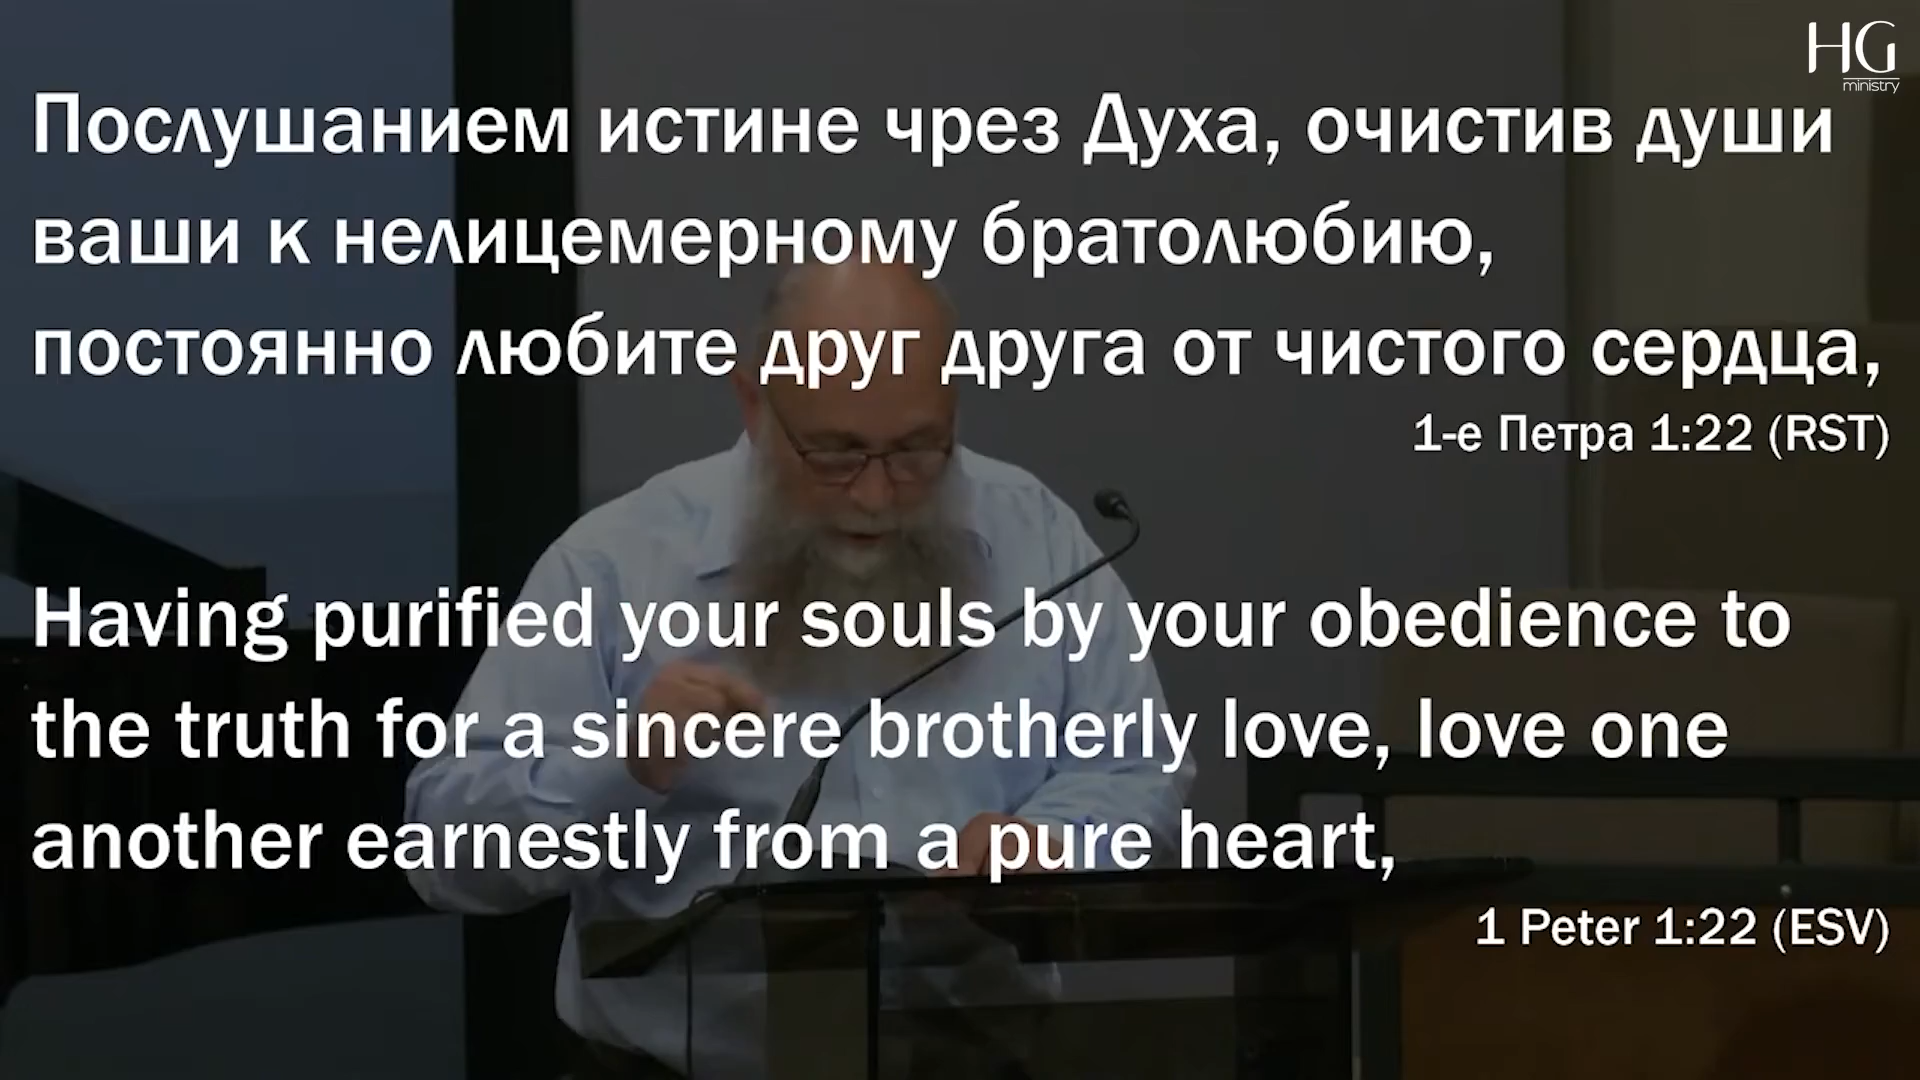 HG
ministry
Послушанием истине чрез Духа, очистив души
ваши к нелицемерному братолюбию,
постоянно любите друг друга от чистого сердца,
1-е Петра 1:22 (RST)
Having purified your souls by your obedience to
the truth for a sincere brotherly love, love one
another earnestly from a pure heart,
1 Peter 1:22 (ESV)